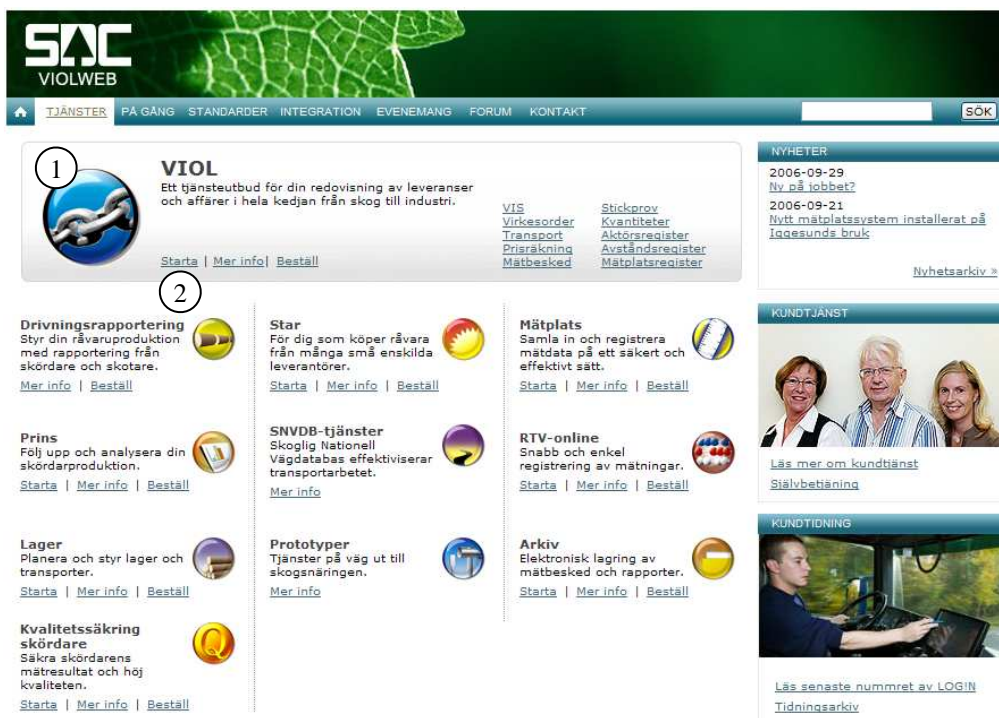 SDC
VIOLWEB
TJÄNSTER PÅ GÅNG STANDARDER INTEGRATION EVENEMANG FORUM KONTAKT SÖK
1
VIOL
Ett tjänsteutbud för din redovisning av leveranser
och affärer i hela kedjan från skog till industri.
Starta | Mer info| Beställ
VIS
Virkesorder
Transport
Prisräkning
Mätbesked
Stickprov
Kvantiteter
Aktörsregister
Avståndsregister
Mätplatsregister
2
Drivningsrapportering
Styr din råvaruproduktion
med rapportering från
skördare och skotare.
Mer info | Beställ
Star
För dig som köper råvara
från många små enskilda
leverantörer.
Starta | Mer info | Beställ
Mätplats
Samla in och registrera
mätdata på ett säkert och
effektivt sätt.
Starta | Mer info | Beställ
Prins
Följ upp och analysera din
skördarproduktion.
Starta | Mer info | Beställ
SNVDB-tjänster
Skoglig Nationell
Vägdatabas effektiviserar
transportarbetet.
Mer info
RTV-online
Snabb och enkel
registrering av mätningar.
Starta | Mer info | Beställ
Lager
Planera och styr lager och
transporter.
Starta | Mer info | Beställ
Prototyper
Tjänster på väg ut till
skogsnäringen.
Mer info
Arkiv
Elektronisk lagring av
mätbesked och rapporter.
Starta | Mer info | Beställ
Kvalitetssäkring
skördare
Säkra skördarens
mätresultat och höj
kvaliteten.
Starta | Mer info | Beställ
Q
NYHETER
2006-09-29
Ny på jobbet?
2006-09-21
Nytt mätplatssystem installerat på
Iggesunds bruk
Nyhetsarkiv »
KUNDTJÄNST
Läs mer om kundtjänst
Självbetjäning
KUNDTIDNING
Läs senaste nummret av LOG!N
Tidningsarkiv